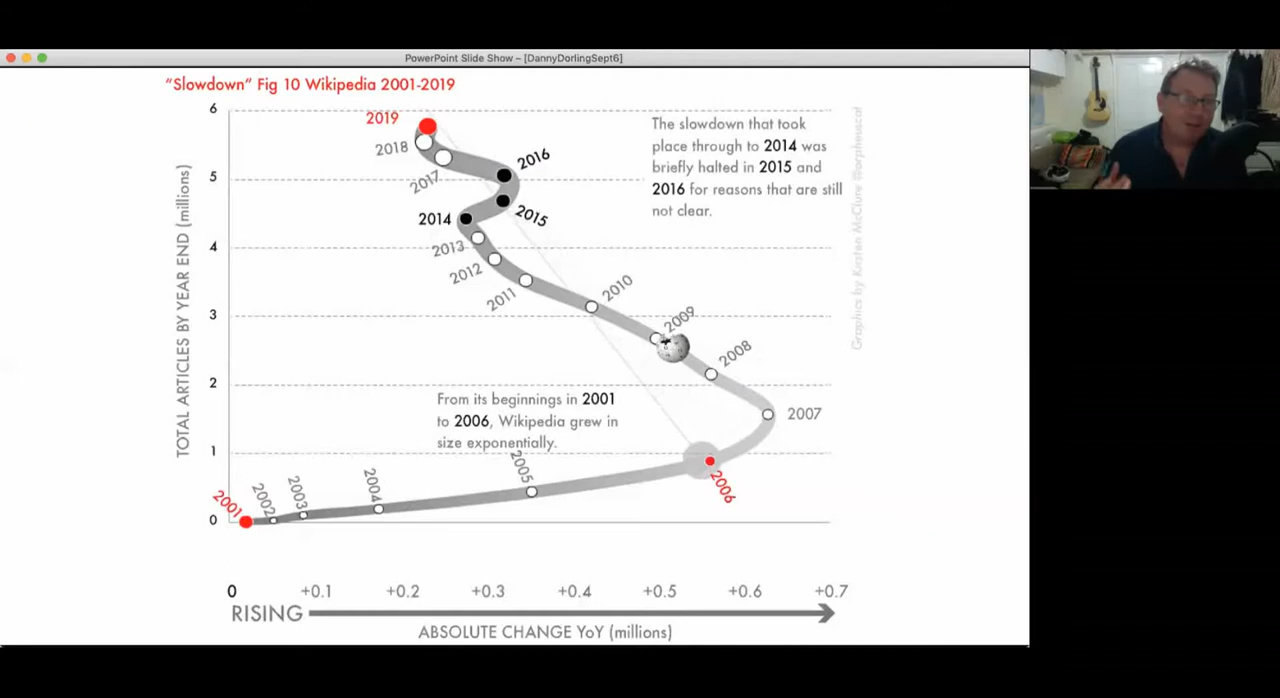 PowerPoint Slide Show – [DannyDorlingSept6]
"Slowdown" Fig 10 Wikipedia 2001-2019
6
5
4
3
2
1
0
TOTAL ARTICLES BY YEAR END (millions)
2019
2018
2017
2016
2015
2014
2013
2012
2011
2010
2009
2008
2007
2006
2005
2004
2003
2002
2001
The slowdown that took
place through to 2014 was
briefly halted in 2015 and
2016 for reasons that are still
not clear.
From its beginnings in 2001
to 2006, Wikipedia grew in
size exponentially.
Graphics by Kirsten McClure @orpheuscat
0 +0.1 +0.2 +0.3 +0.4 +0.5 +0.6 +0.7
RISING
ABSOLUTE CHANGE YoY (millions)